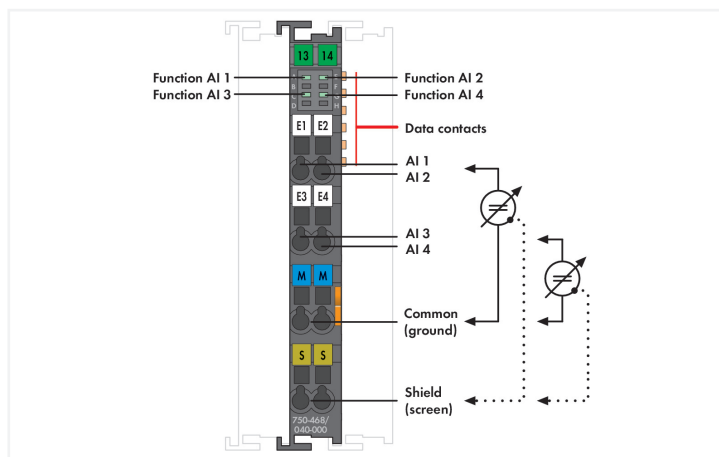 13 14
Function AI 1
Function AI 2
Function AI 3
Function AI 4
B
D
H
Data contacts
E1 E2
AI 1
AI 2
E3 E4
AI 3
AI 4
M M
Common
(ground)
S S
Shield
(screen)
750-468/
040-000